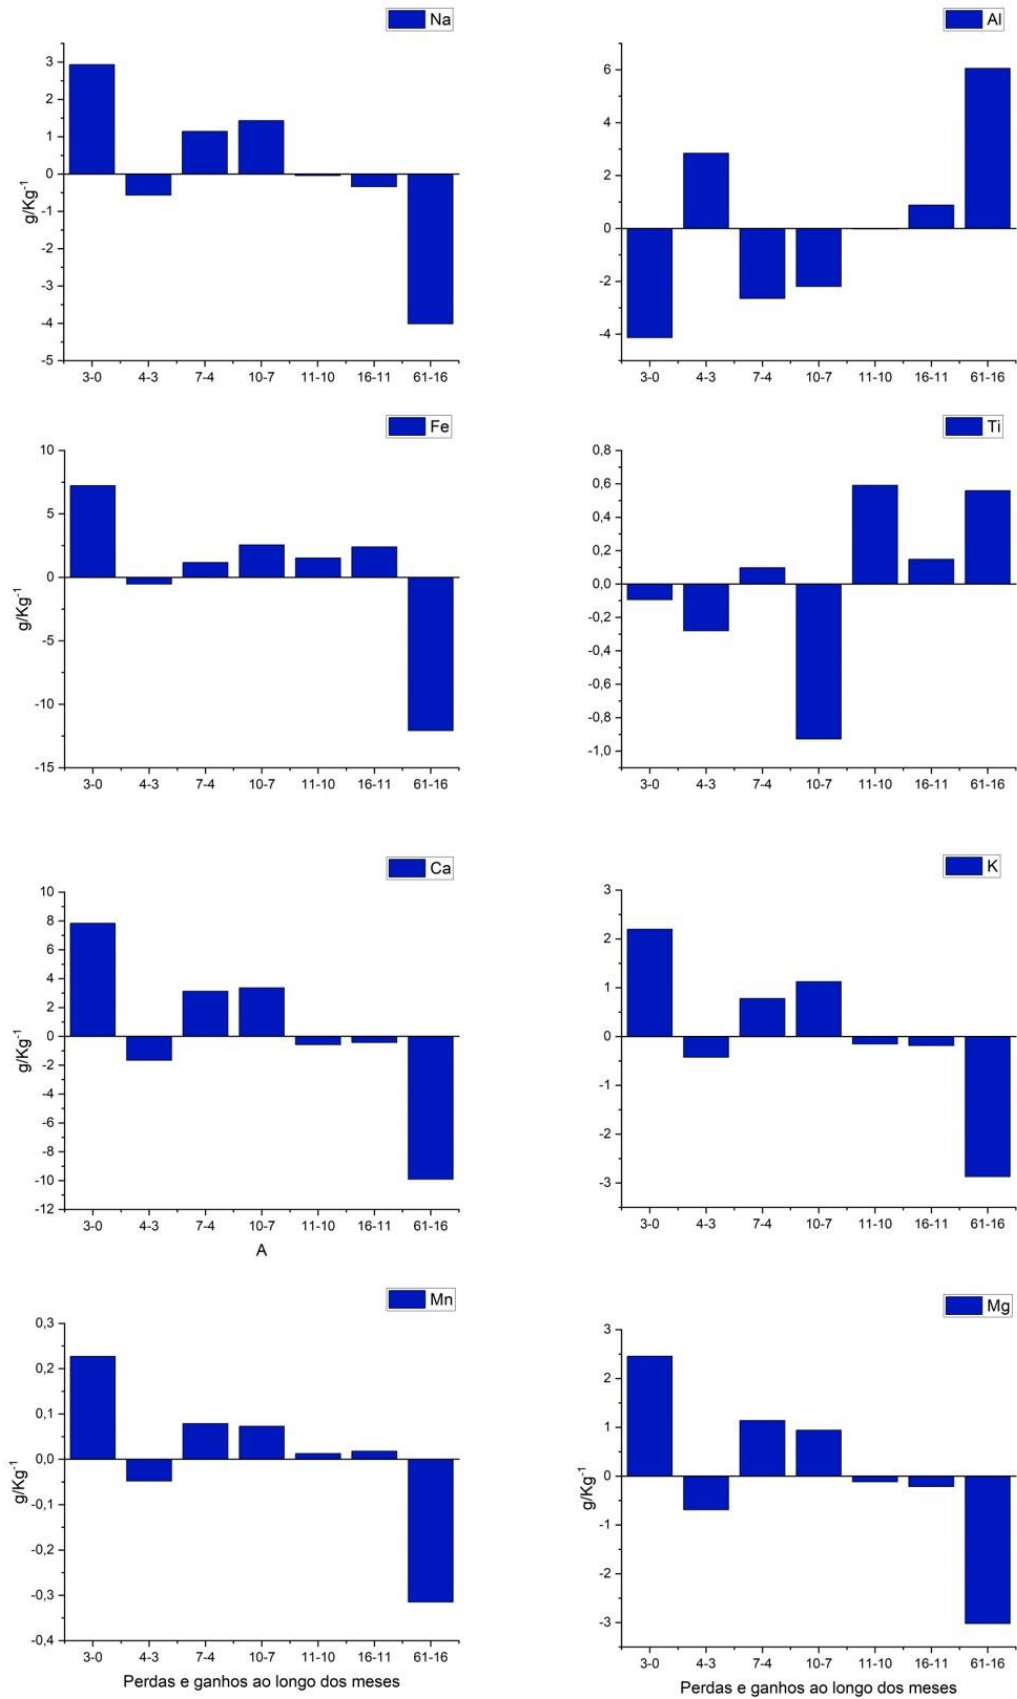 Na
3
2
1
0
-1
-2
-3
-4
-5
g/Kg-1
3-0 4-3 7-4 10-7 11-10 16-11 61-16
Al
6
4
2
0
-2
-4
3-0 4-3 7-4 10-7 11-10 16-11 61-16
Fe
10
5
0
-5
-10
-15
g/Kg-1
3-0 4-3 7-4 10-7 11-10 16-11 61-16
Ti
0,8
0,6
0,4
0,2
0,0
-0,2
-0,4
-0,6
-0,8
-1,0
3-0 4-3 7-4 10-7 11-10 16-11 61-16
Ca
10
8
6
4
2
0
-2
-4
-6
-8
-10
-12
g/Kg-1
3-0 4-3 7-4 10-7 11-10 16-11 61-16
A
K
3
2
1
0
-1
-2
-3
3-0 4-3 7-4 10-7 11-10 16-11 61-16
Mn
0,3
0,2
0,1
0,0
-0,1
-0,2
-0,3
-0,4
g/Kg-1
3-0 4-3 7-4 10-7 11-10 16-11 61-16
Perdas e ganhos ao longo dos meses
Mg
3
2
1
0
-1
-2
-3
g/Kg-1
3-0 4-3 7-4 10-7 11-10 16-11 61-16
Perdas e ganhos ao longo dos meses